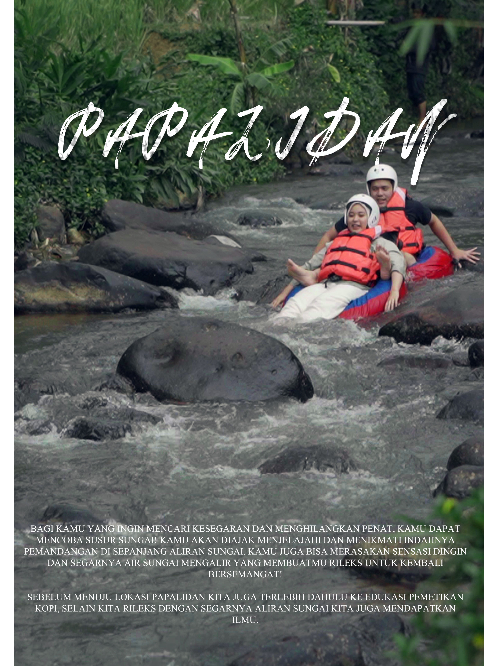 PAPALIDAN
BAGI KAMU YANG INGIN MENCARI KESEGARAN DAN MENGHILANGKAN PENAT. KAMU DAPAT
MENCOBA SUSUR SUNGAI! KAMU AKAN DIAJAK MENJELAJAHI DAN MENIKMATI INDAHNYA
PEMANDANGAN DI SEPANJANG ALIRAN SUNGAI. KAMU JUGA BISA MERASAKAN SENSASI DINGIN
DAN SEGARNYA AIR SUNGAI MENGALIR YANG MEMBUATMU RILEKS UNTUK KEMBALI
BERSEMANGAT!
SEBELUM MENUJU LOKASI PAPALIDAN KITA JUGA TERLEBIH DAHULU KE EDUKASI PEMETIKAN
KOPI, SELAIN KITA RILEKS DENGAN SEGARNYA ALIRAN SUNGAI KITA JUGA MENDAPATKAN
ILMU.